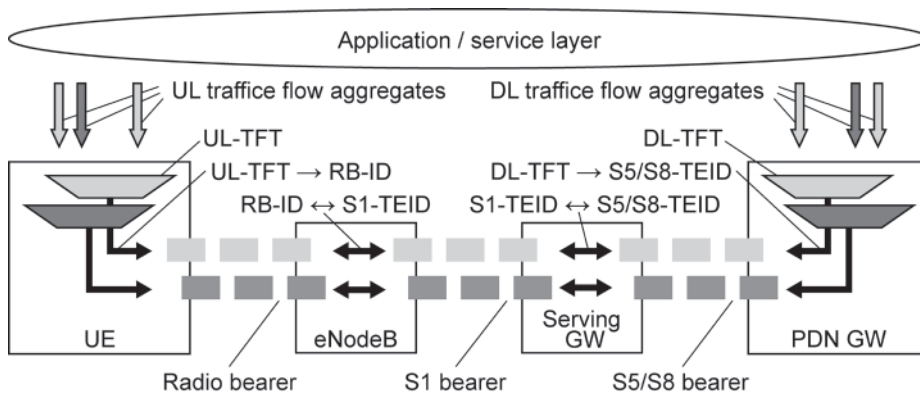 Application / service layer
UL traffice flow aggregates
DL traffice flow aggregates
UL-TFT
DL-TFT
UL-TFT → RB-ID
DL-TFT → S5/S8-TEID
RB-ID ↔ S1-TEID
S1-TEID ↔ S5/S8-TEID
UE
eNodeB
Serving
GW
PDN GW
Radio bearer
S1 bearer
S5/S8 bearer